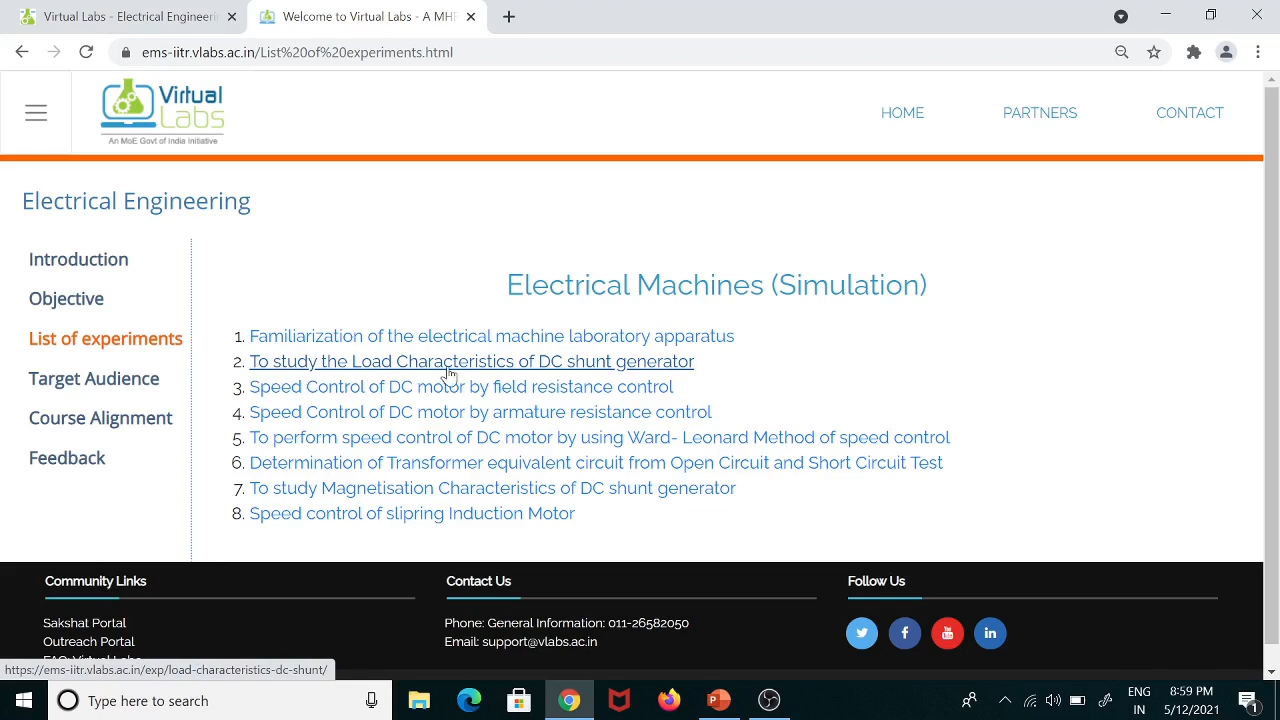 Virtual Labs - Electrical Engineerin
Welcome to Virtual Labs - A MHR
ems-iitr.vlabs.ac.in/List%20of%20experiments.html
Virtual
Labs
An MoE Govt of India Initiative
HOME
PARTNERS
CONTACT
Electrical Engineering
Introduction
Objective
List of experiments
Target Audience
Course Alignment
Feedback
Electrical Machines (Simulation)
1. Familiarization of the electrical machine laboratory apparatus
2. To study the Load Characteristics of DC shunt generator
3. Speed Control of DC motor by field resistance control
4. Speed Control of DC motor by armature resistance control
5. To perform speed control of DC motor by using Ward- Leonard Method of speed control
6. Determination of Transformer equivalent circuit from Open Circuit and Short Circuit Test
7. To study Magnetisation Characteristics of DC shunt generator
8. Speed control of slipring Induction Motor
Community Links
Sakshat Portal
Outreach Portal
FAQ: Virtual Labs
Contact Us
Phone: General Information: 011-26582050
Email: support@vlabs.ac.in
Follow Us
https://ems-iitr.vlabs.ac.in/exp/load-characteristics-dc-shunt/
Type here to search
ENG
IN
8:59 PM
5/12/2021